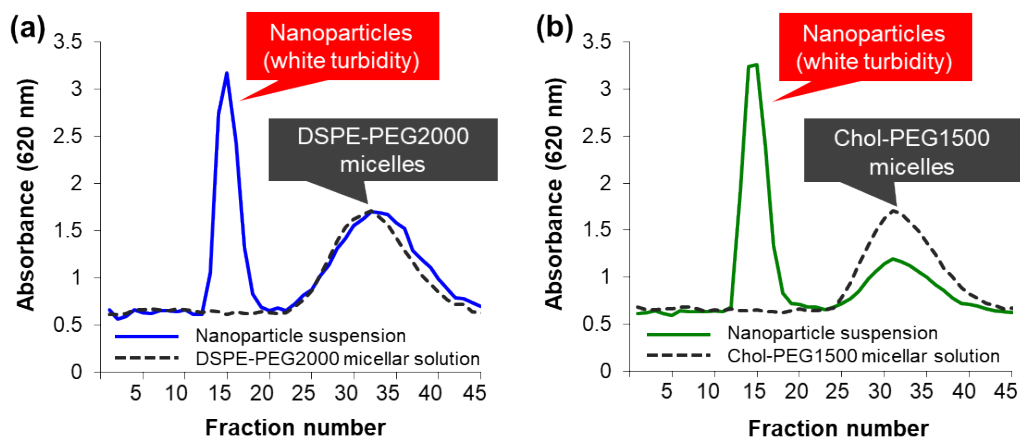 (a)
Nanoparticles
(white turbidity)
DSPE-PEG2000
micelles
Absorbance (620 nm)
3.5
3
2.5
2
1.5
1
0.5
0
Nanoparticle suspension
DSPE-PEG2000 micellar solution
5 10 15 20 25 30 35 40 45
Fraction number
(b)
Nanoparticles
(white turbidity)
Chol-PEG1500
micelles
Absorbance (620 nm)
3.5
3
2.5
2
1.5
1
0.5
0
Nanoparticle suspension
Chol-PEG1500 micellar solution
5 10 15 20 25 30 35 40 45
Fraction number